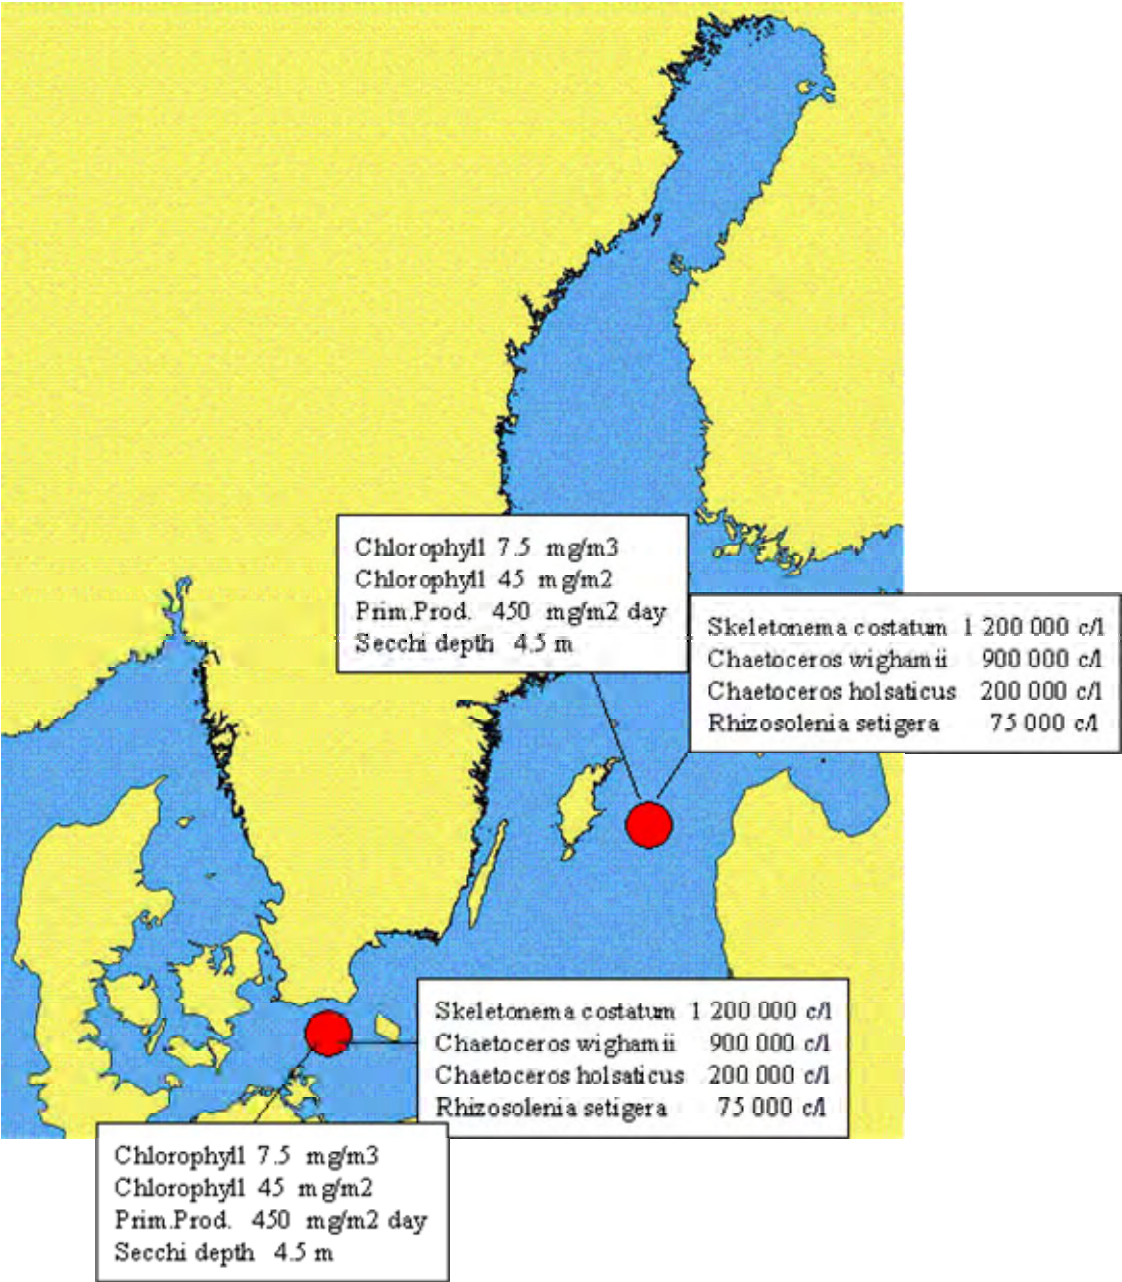 Chlorophyll 7.5 mg/m3
Chlorophyll 45 mg/m2
Prim.Prod. 450 mg/m2 day
Secchi depth 4.5 m
Skeletonema costatum 1 200 000 c/l
Chaetoceros wighamii 900 000 c/l
Chaetoceros holsaticus 200 000 c/l
Rhizosolenia setigera 75 000 c/l
Skeletonema costatum 1 200 000 c/l
Chaetoceros wighamii 900 000 c/l
Chaetoceros holsaticus 200 000 c/l
Rhizosolenia setigera 75 000 c/l
Chlorophyll 7.5 mg/m3
Chlorophyll 45 mg/m2
Prim.Prod. 450 mg/m2 day
Secchi depth 4.5 m